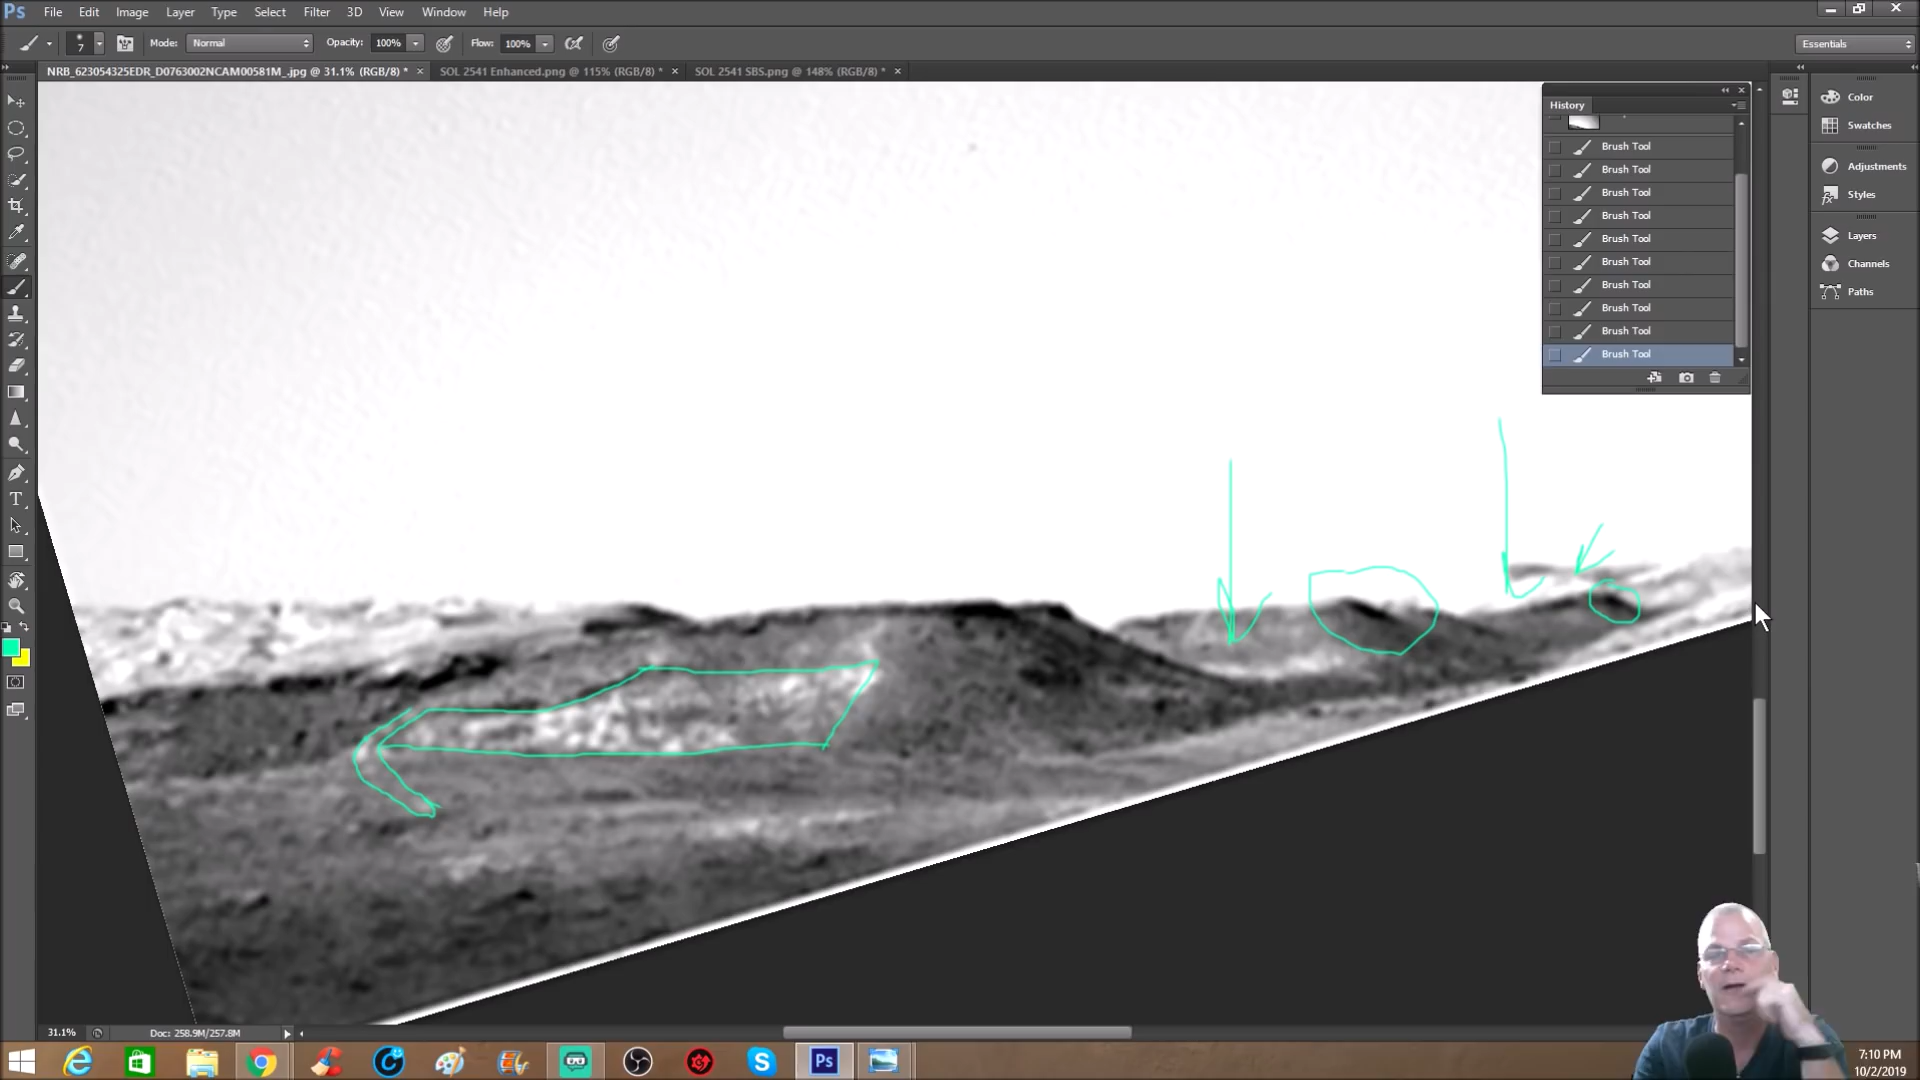 Ps File Edit Image Layer Type Select Filter 3D View Window Help
7 Mode: Normal Opacity: 100% Flow: 100% Essentials
NRB_623054325EDR_D0763002NCAM00581M_.jpg @ 31.1% (RGB/8) * × SOL 2541 Enhanced.png @ 115% (RGB/8) * × SOL 2541 SBS.png @ 148% (RGB/8) * ×
History
Brush Tool
Brush Tool
Brush Tool
Brush Tool
Brush Tool
Brush Tool
Brush Tool
Brush Tool
Brush Tool
Brush Tool
Color
Swatches
Adjustments
Styles
Layers
Channels
Paths
31.1% Doc: 258.9M/257.8M
Ps
7:10 PM
10/2/2019